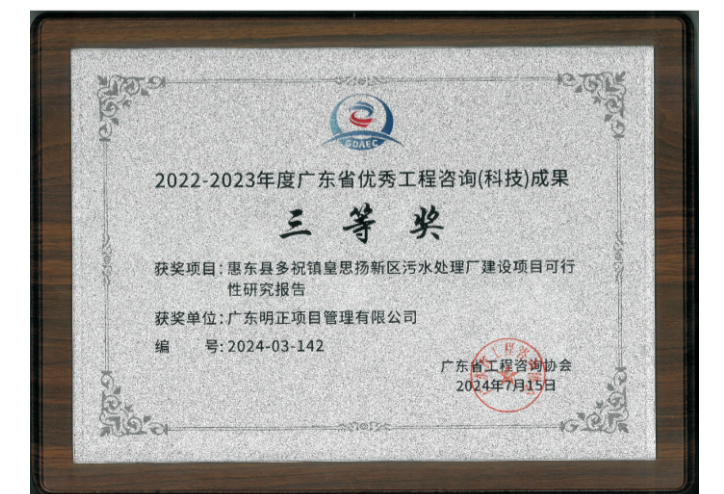 GDAEC
2022-2023年度广东省优秀工程咨询(科技)成果
三等奖
获奖项目:惠东县多祝镇皇思扬新区污水处理厂建设项目可行
性研究报告
获奖单位:广东明正项目管理有限公司
编 号:2024-03-142
广东省工程咨询协会
2024年7月15日